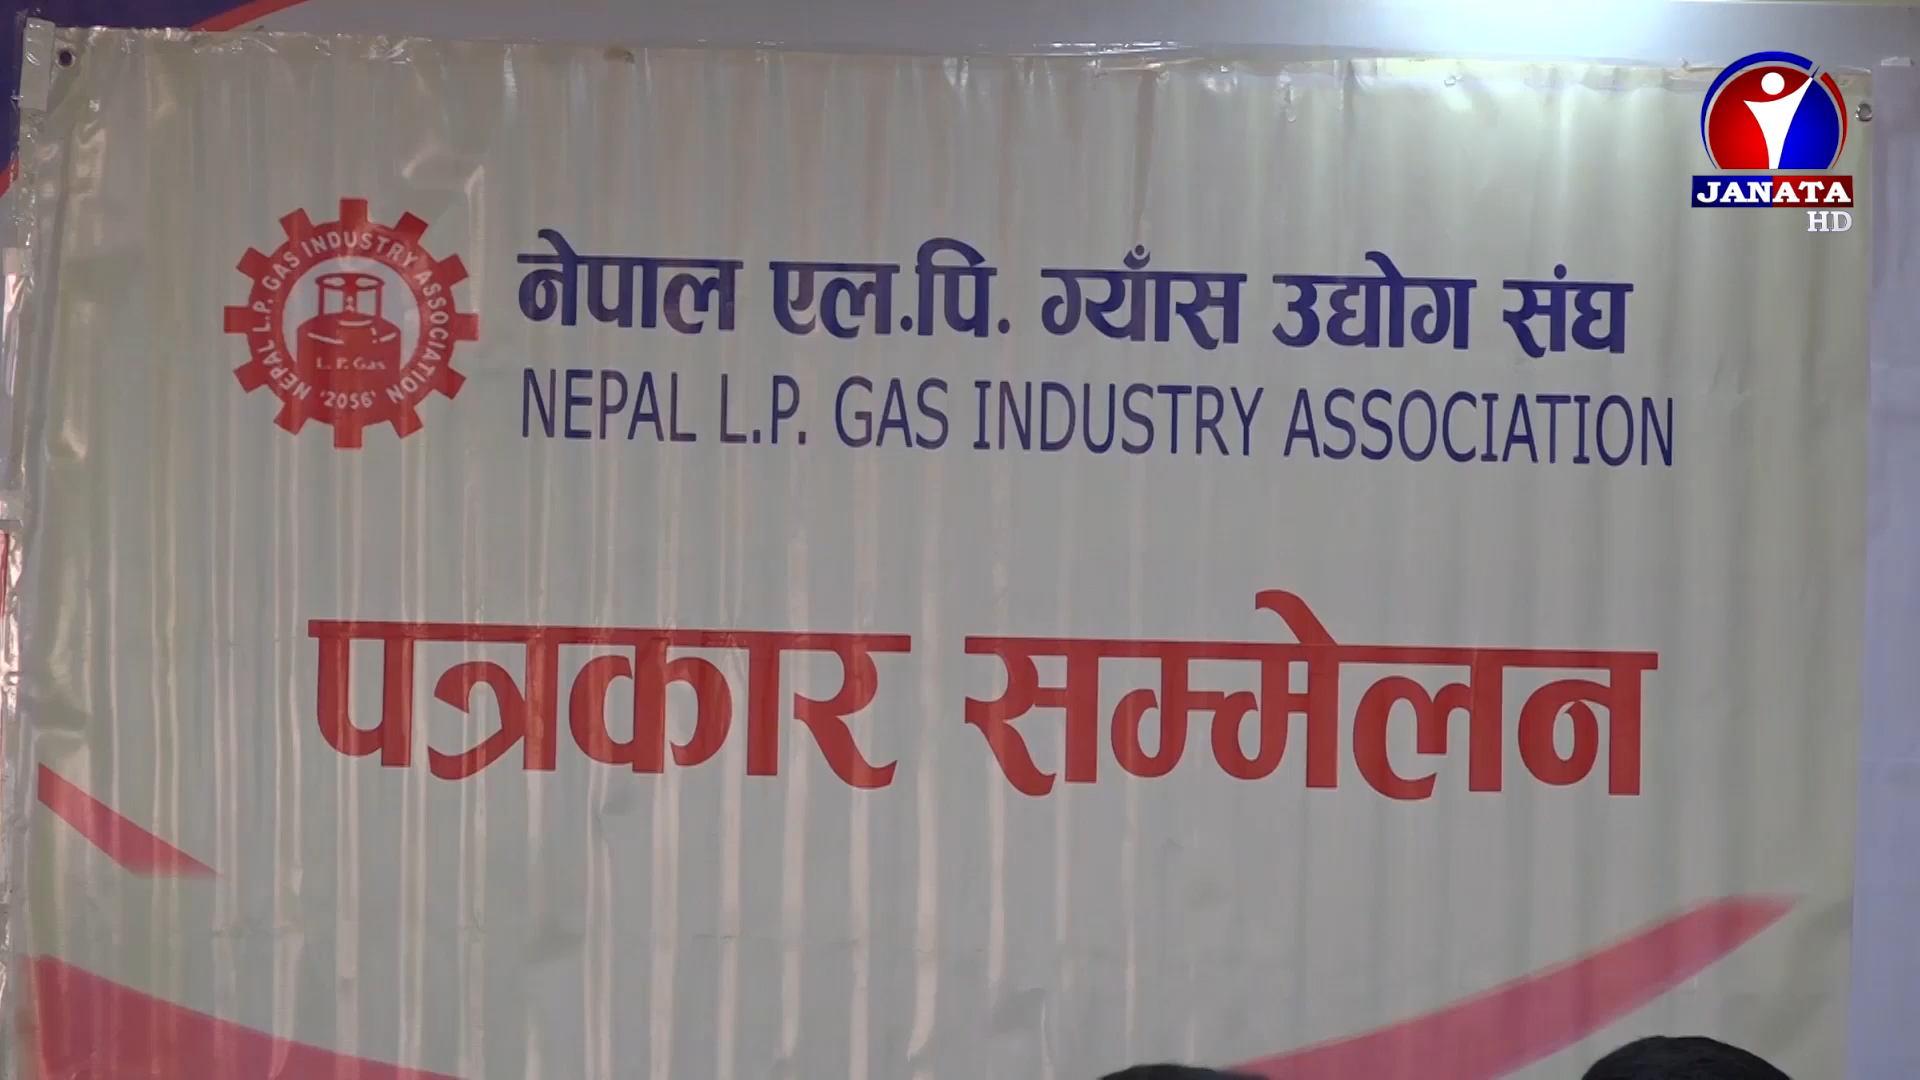 JANATA
HD
नेपाल एल.पि. ग्याँस उद्योग संघ
NEPAL L.P. GAS INDUSTRY ASSOCIATION
NEPAL L.P. GAS INDUSTRY ASSOCIATION
L. P. Gas
'2056'
पत्रकार सम्मेलन